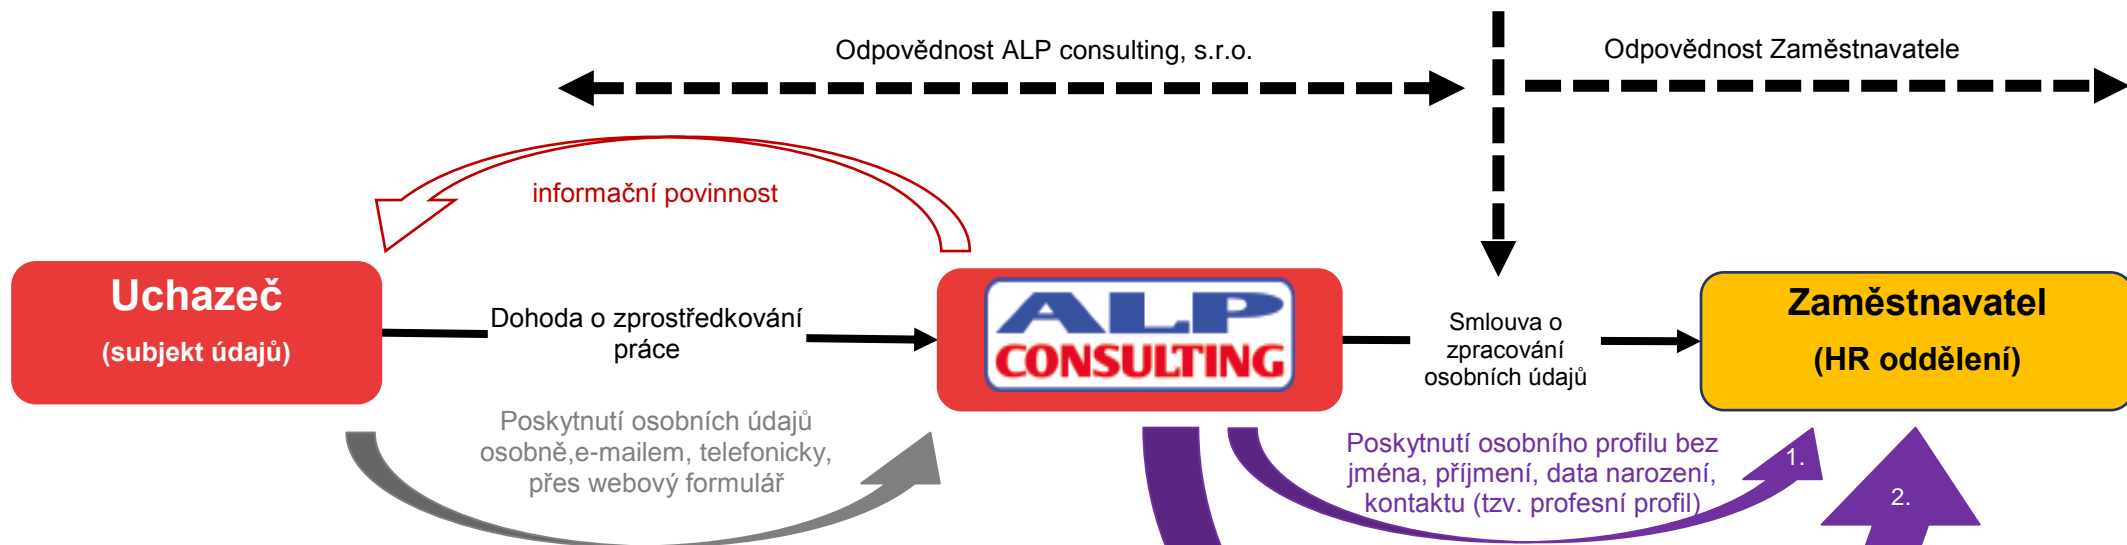 Odpovědnost ALP consulting, s.r.o.
Odpovědnost Zaměstnavatele
informační povinnost
Uchazeč
(subjekt údajů)
Dohoda o zprostředkování
práce
ALP
CONSULTING
Smlouva o
zpracování
osobních údajů
Zaměstnavatel
(HR oddělení)
Poskytnutí osobních údajů
osobně,e-mailem, telefonicky,
přes webový formulář
Poskytnutí osobního profilu bez
jména, příjmení, data narození,
kontaktu (tzv. profesní profil)
1.
2.